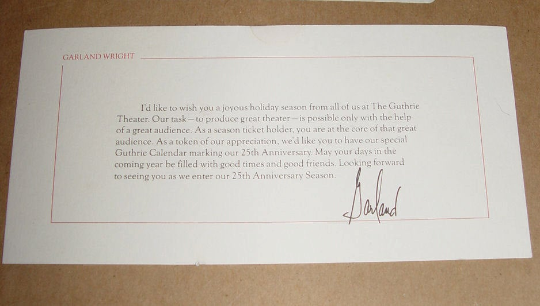 GARLAND WRIGHT
I'd like to wish you a joyous holiday season from all of us at The Guthrie
Theater. Our task—to produce great theater—is possible only with the help
of a great audience. As a season ticket holder, you are at the core of that great
audience. As a token of our appreciation, we'd like you to have our special
Guthrie Calendar marking our 25th Anniversary. May your days in the
coming year be filled with good times and good friends. Looking forward
to seeing you as we enter our 25th Anniversary Season.
Garland